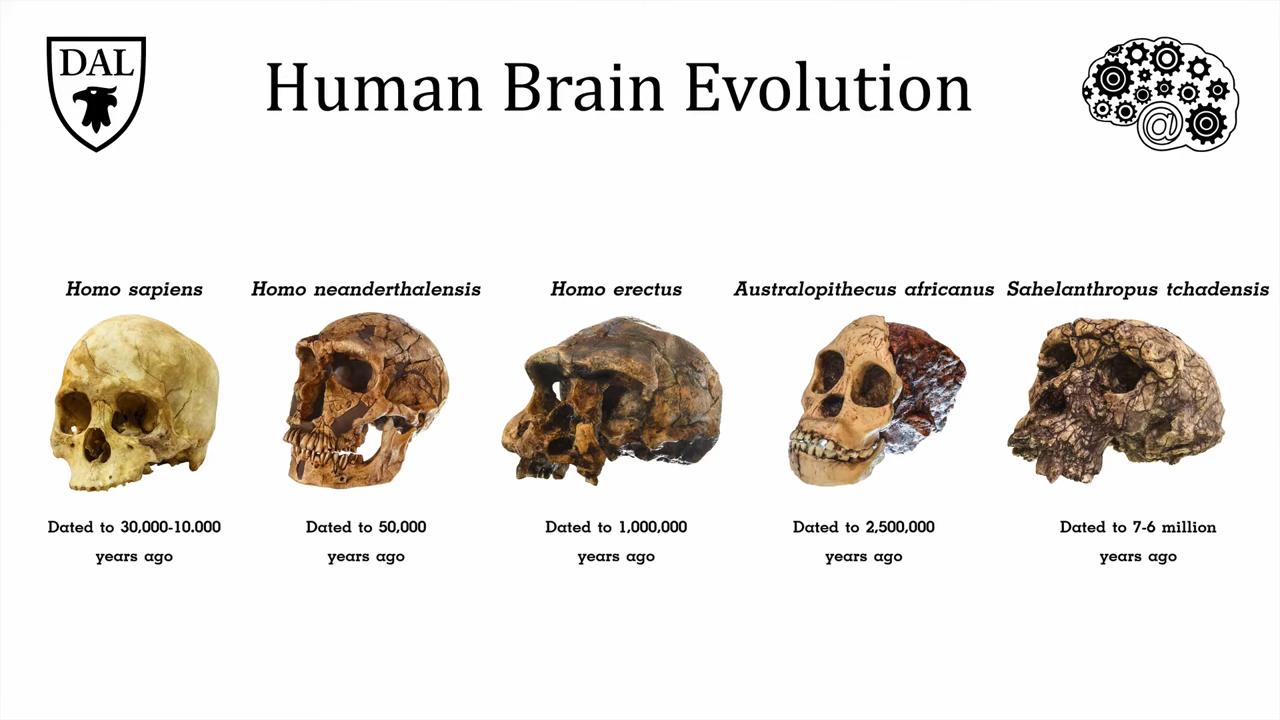 DAL
Human Brain Evolution
@
Homo sapiens
Homo neanderthalensis
Homo erectus
Australopithecus africanus
Sahelanthropus tchadensis
Dated to 30,000-10.000
years ago
Dated to 50,000
years ago
Dated to 1,000,000
years ago
Dated to 2,500,000
years ago
Dated to 7-6 million
years ago